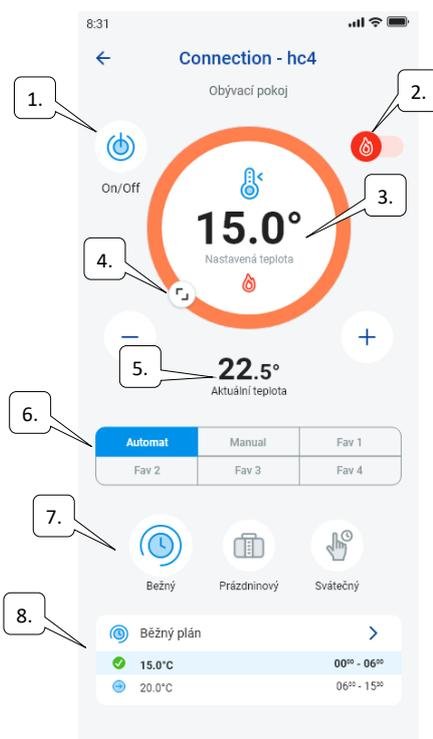 8:31
Connection - hc4
Obývací pokoj
1.
2.
On/Off
15.0°
3.
Nastavená teplota
4.
−
+
5.
22.5°
Aktuální teplota
6.
Automat Manual Fav 1
Fav 2 Fav 3 Fav 4
7.
Bežný Prázdninový Svátečný
8.
Běžný plán
15.0°C 00⁰⁰ - 06⁰⁰
20.0°C 06⁰⁰ - 15³⁰